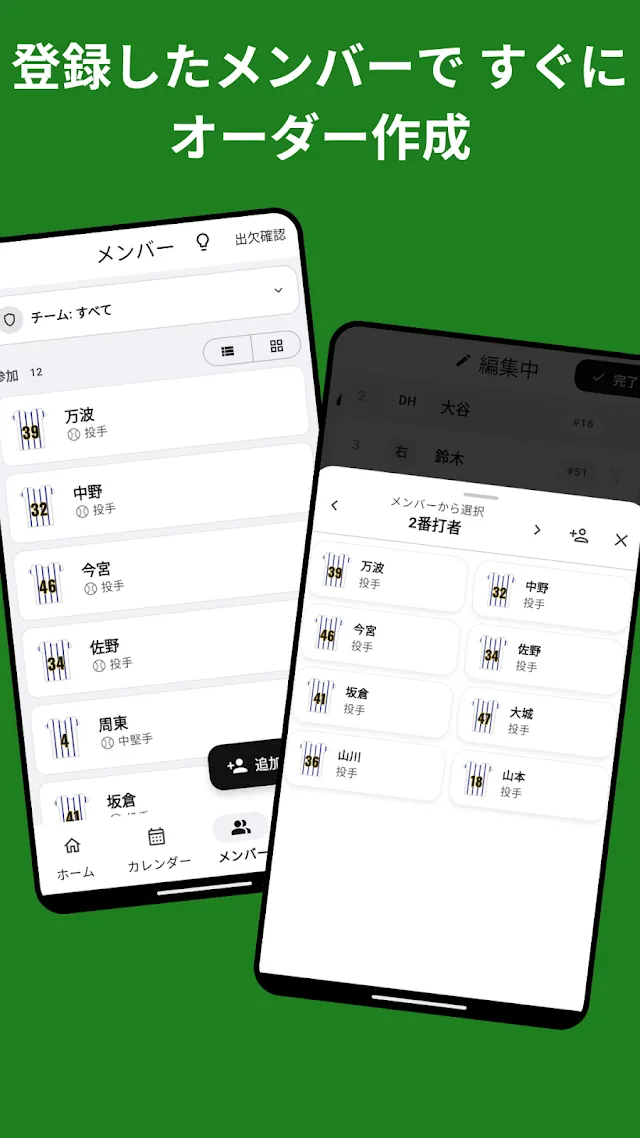 登録したメンバーで すぐに
オーダー作成
メンバー
出欠確認
チーム: すべて
参加 12
39
万波
投手
32
中野
投手
46
今宮
投手
34
佐野
投手
4
周東
中堅手
41
坂倉
追加
ホーム
カレンダー
メンバー
編集中
完了
2 DH 大谷 #16
3 右 鈴木 #51
メンバーから選択
2番打者
39
万波
投手
32
中野
投手
46
今宮
投手
34
佐野
投手
41
坂倉
投手
47
大城
投手
36
山川
投手
18
山本
投手